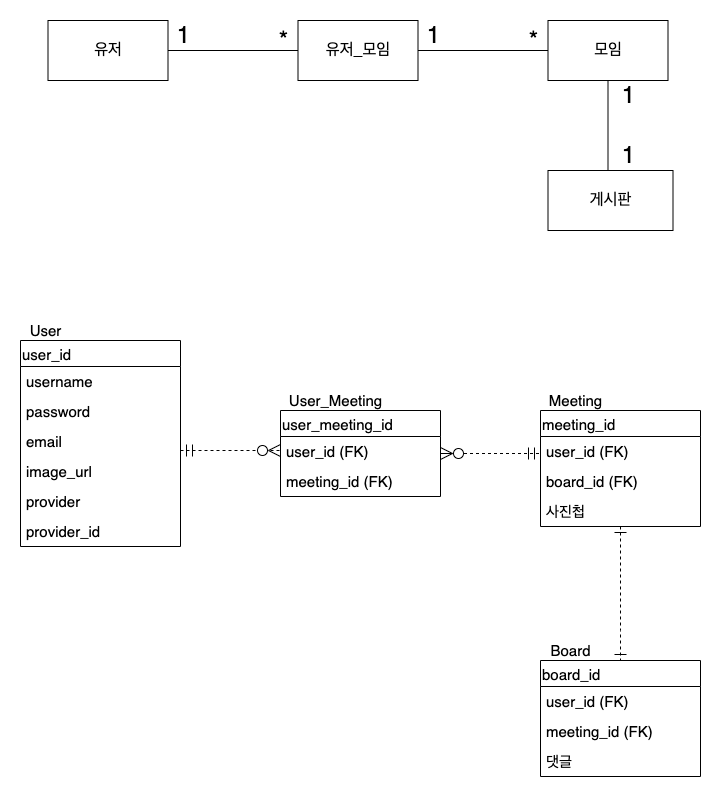 유저
1
*
유저_모임
1
*
모임
1
1
게시판
User
user_id
username
password
email
image_url
provider
provider_id
User_Meeting
user_meeting_id
user_id (FK)
meeting_id (FK)
Meeting
meeting_id
user_id (FK)
board_id (FK)
사진첩
Board
board_id
user_id (FK)
meeting_id (FK)
댓글